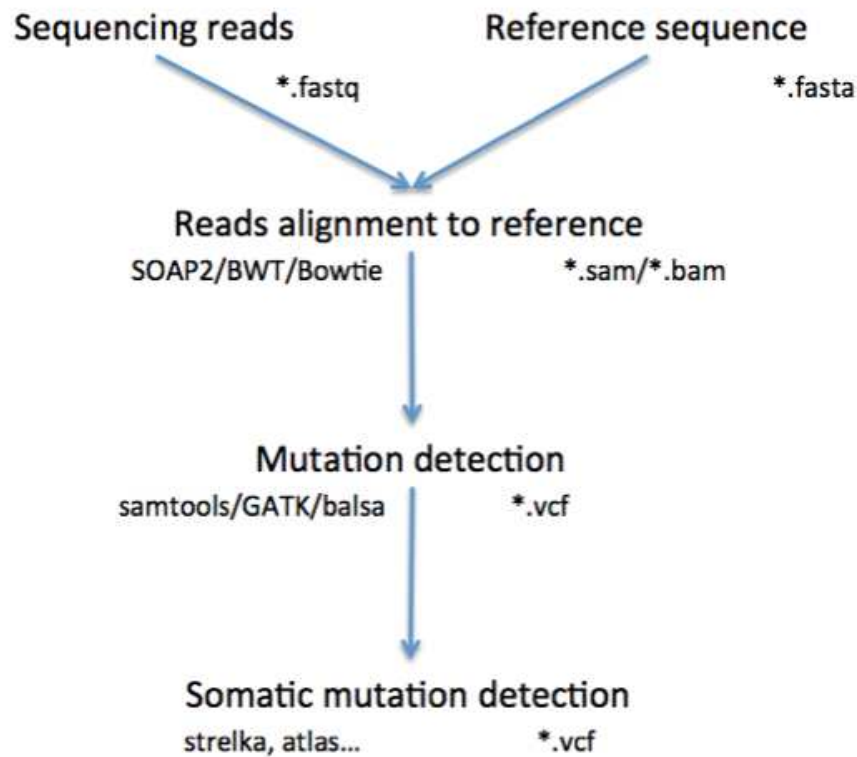 Sequencing reads
Reference sequence
*.fastq
*.fasta
Reads alignment to reference
SOAP2/BWT/Bowtie
*.sam/*.bam
Mutation detection
samtools/GATK/balsa
*.vcf
Somatic mutation detection
strelka, atlas...
*.vcf